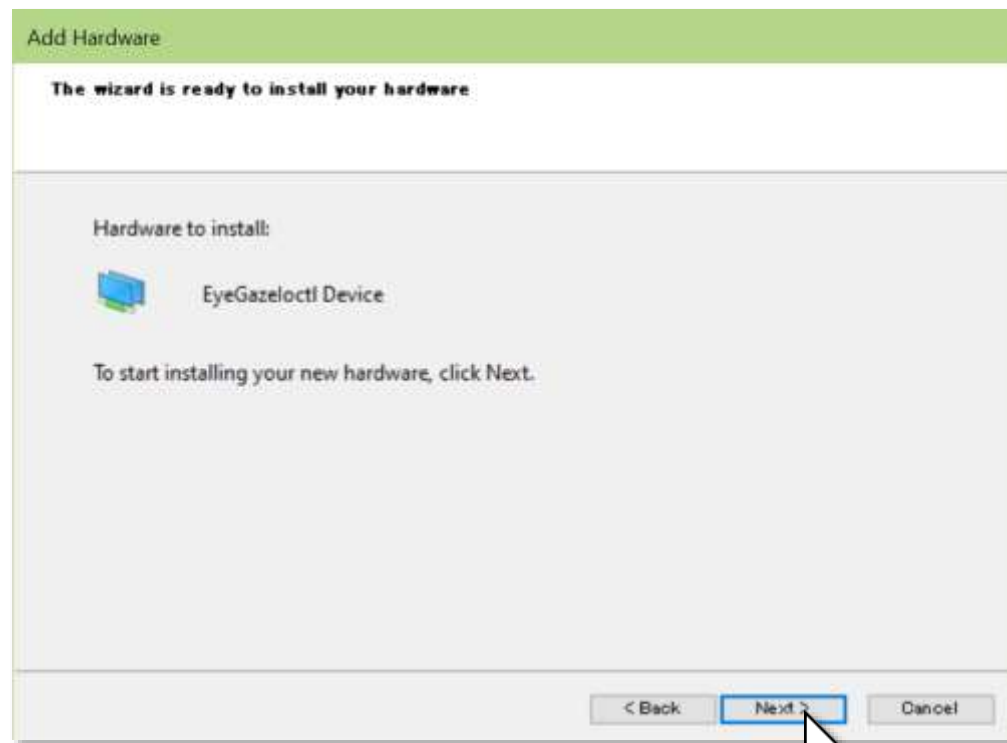 Add Hardware
The wizard is ready to install your hardware
Hardware to install:
EyeGazeIoctl Device
To start installing your new hardware, click Next.
< Back Next > Cancel